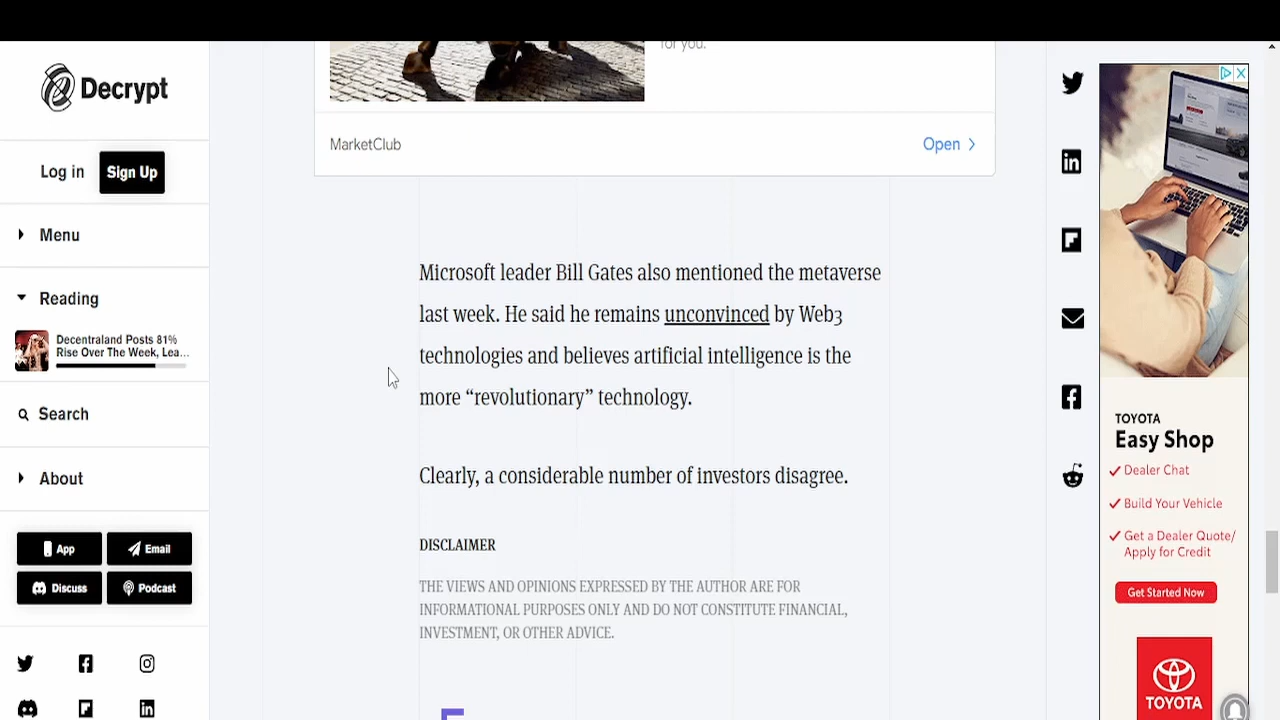 Decrypt
Log in
Sign Up
Menu
Reading
Decentraland Posts 81%
Rise Over The Week, Lea...
Search
About
App
Email
Discuss
Podcast
for you.
MarketClub
Open
Microsoft leader Bill Gates also mentioned the metaverse
last week. He said he remains unconvinced by Web3
technologies and believes artificial intelligence is the
more “revolutionary” technology.
Clearly, a considerable number of investors disagree.
DISCLAIMER
THE VIEWS AND OPINIONS EXPRESSED BY THE AUTHOR ARE FOR
INFORMATIONAL PURPOSES ONLY AND DO NOT CONSTITUTE FINANCIAL,
INVESTMENT, OR OTHER ADVICE.
TOYOTA
Easy Shop
Dealer Chat
Build Your Vehicle
Get a Dealer Quote/
Apply for Credit
Get Started Now
TOYOTA